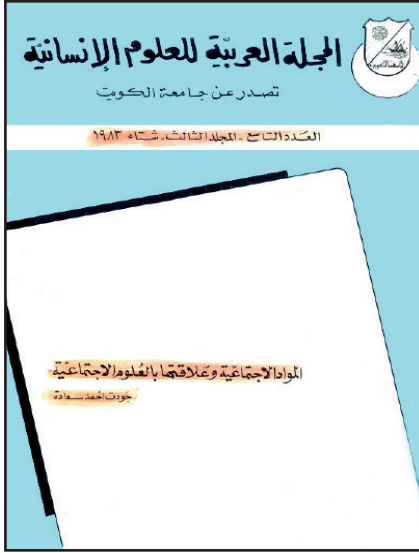 المجلة العربية للعلوم الإنسانية
تصدر عن جامعة الكويت
العدد التاسع - المجلد الثالث - شتاء ١٩٨٣
المواد الاجتماعية وعلاقتها بالعلوم الاجتماعية
جودت أحمد سعادة